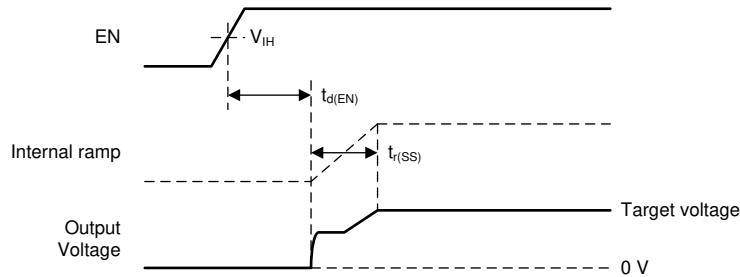 EN
V_IH
t_d(EN)
Internal ramp
t_r(SS)
Output
Voltage
Target voltage
0 V